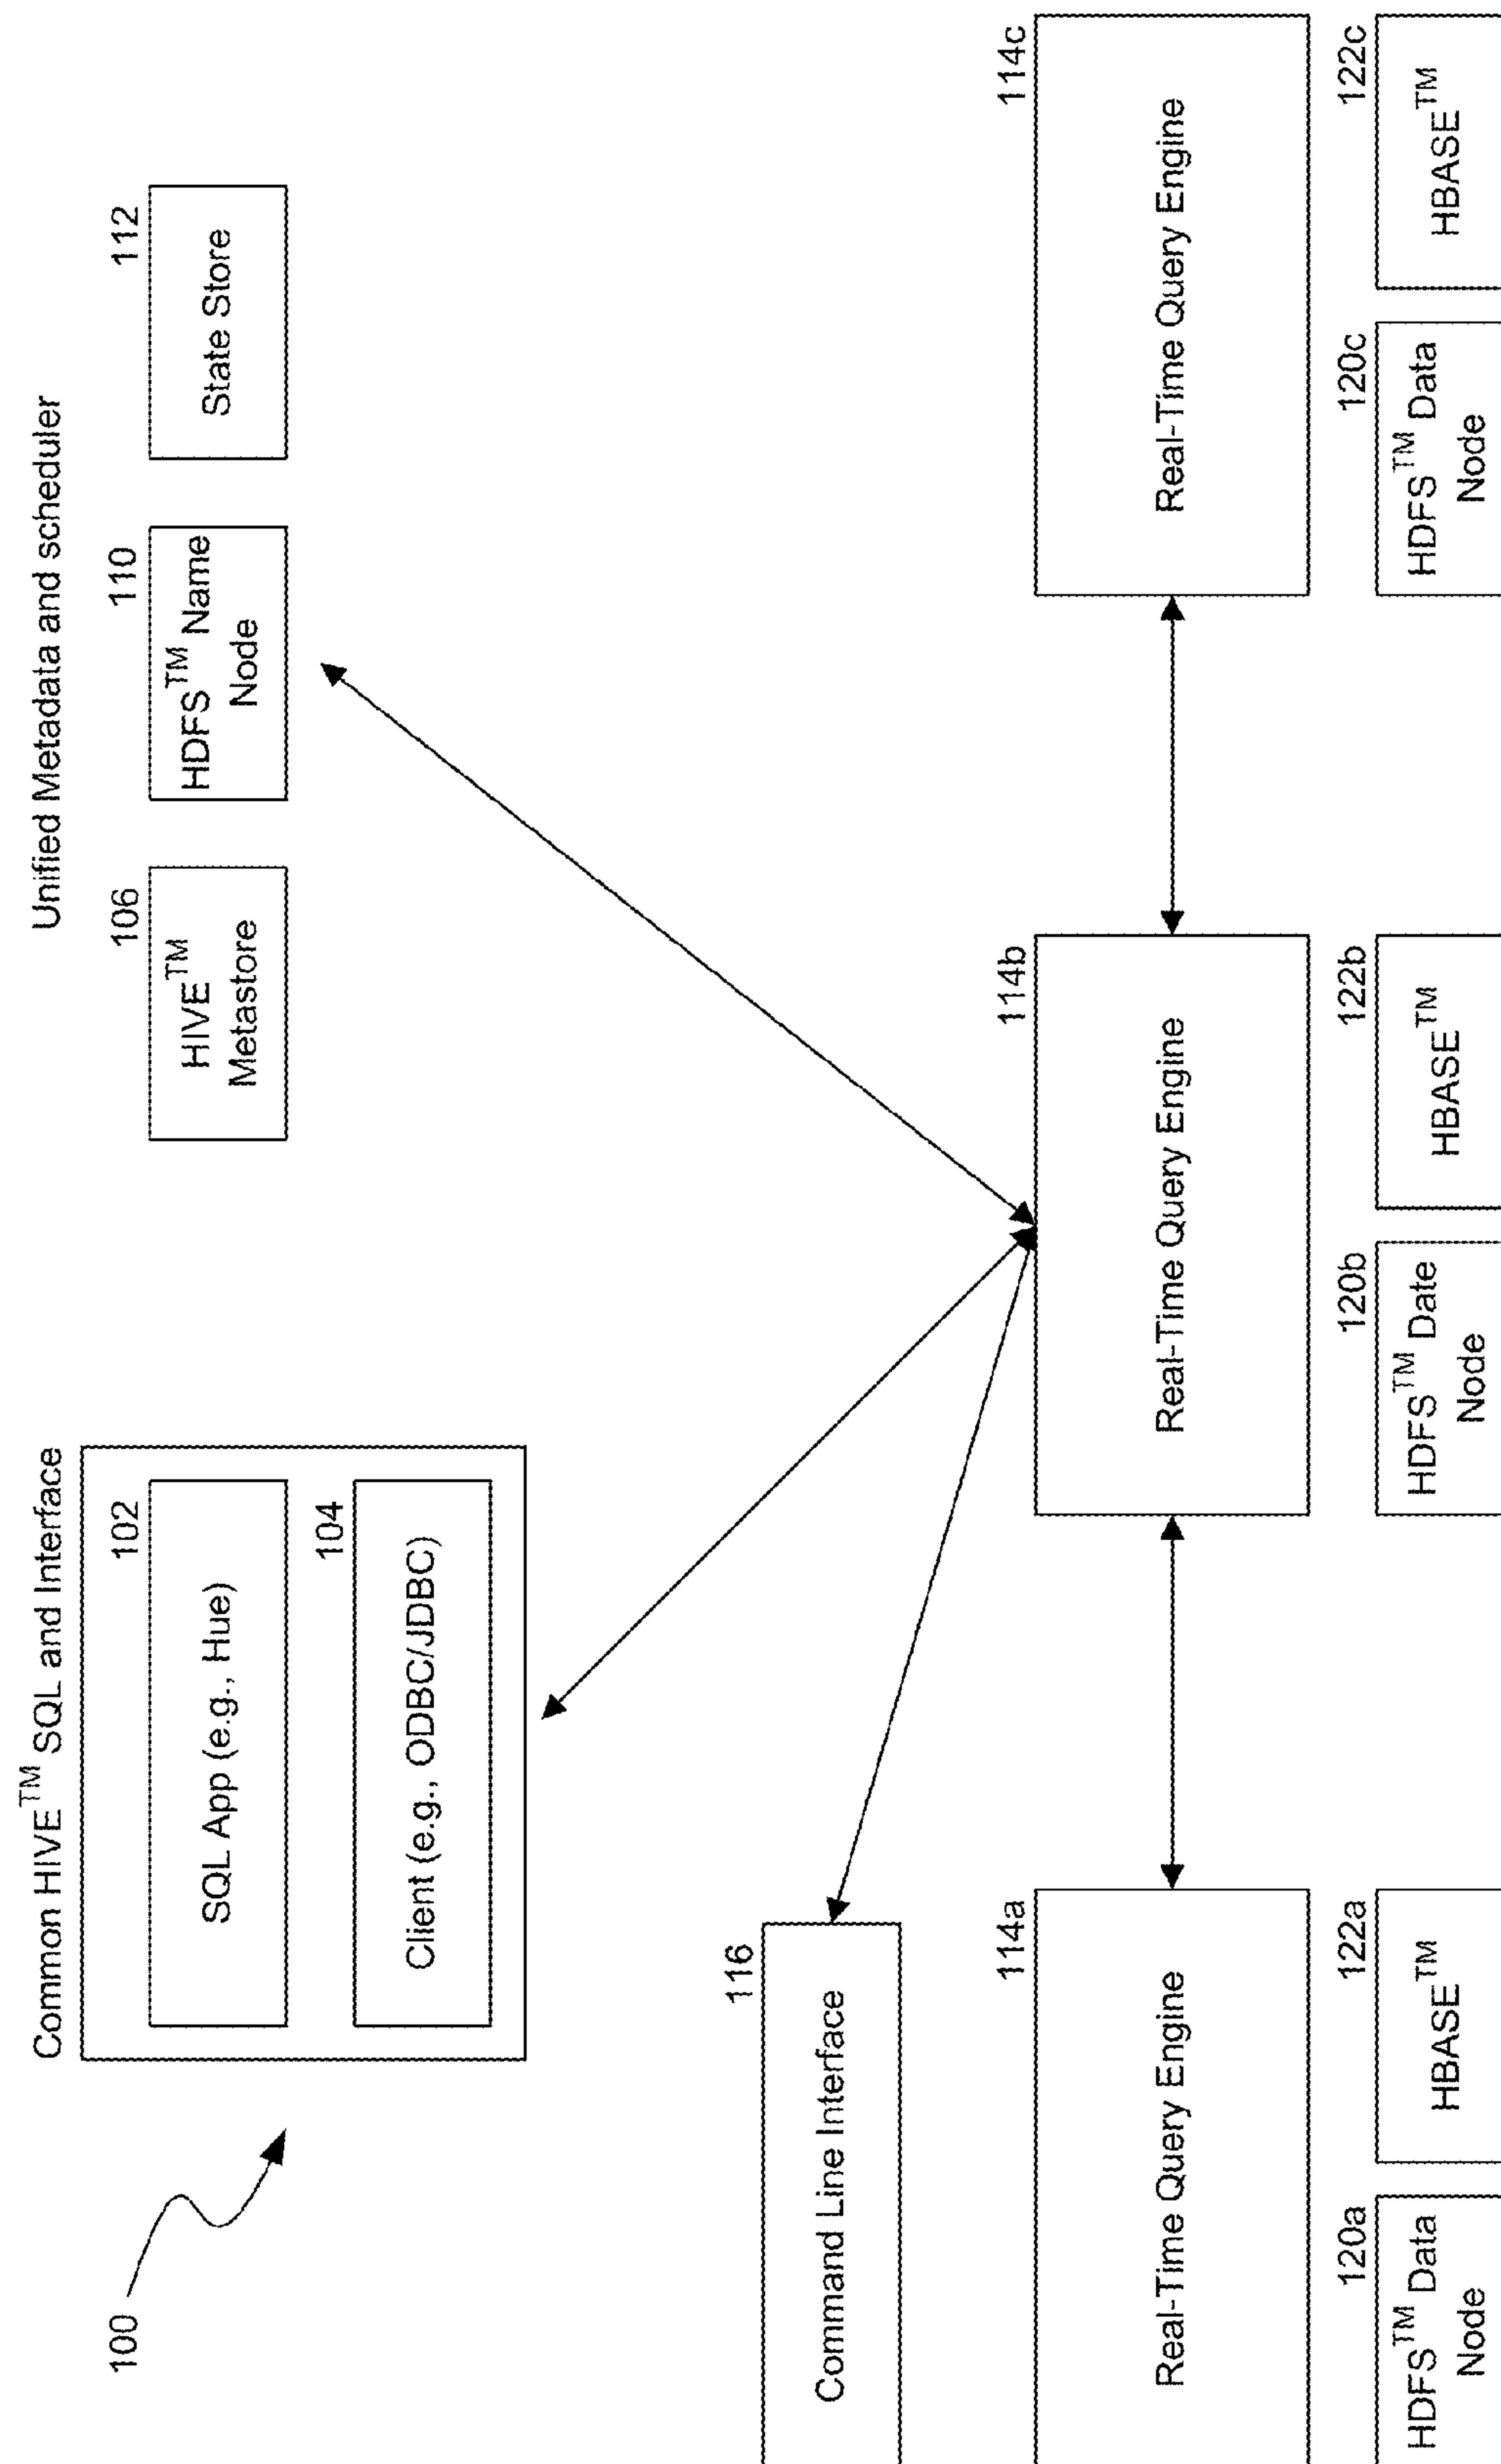 Common HIVE™ SQL and Interface
Unified Metadata and scheduler
100
102
SQL App (e.g., Hue)
104
Client (e.g., ODBC/JDBC)
106
HIVE™
Metastore
110
HDFS™ Name
Node
112
State Store
116
Command Line Interface
114a
Real-Time Query Engine
114b
Real-Time Query Engine
114c
Real-Time Query Engine
120a
HDFS™ Data
Node
122a
HBASE™
120b
HDFS™ Date
Node
122b
HBASE™
120c
HDFS™ Data
Node
122c
HBASE™